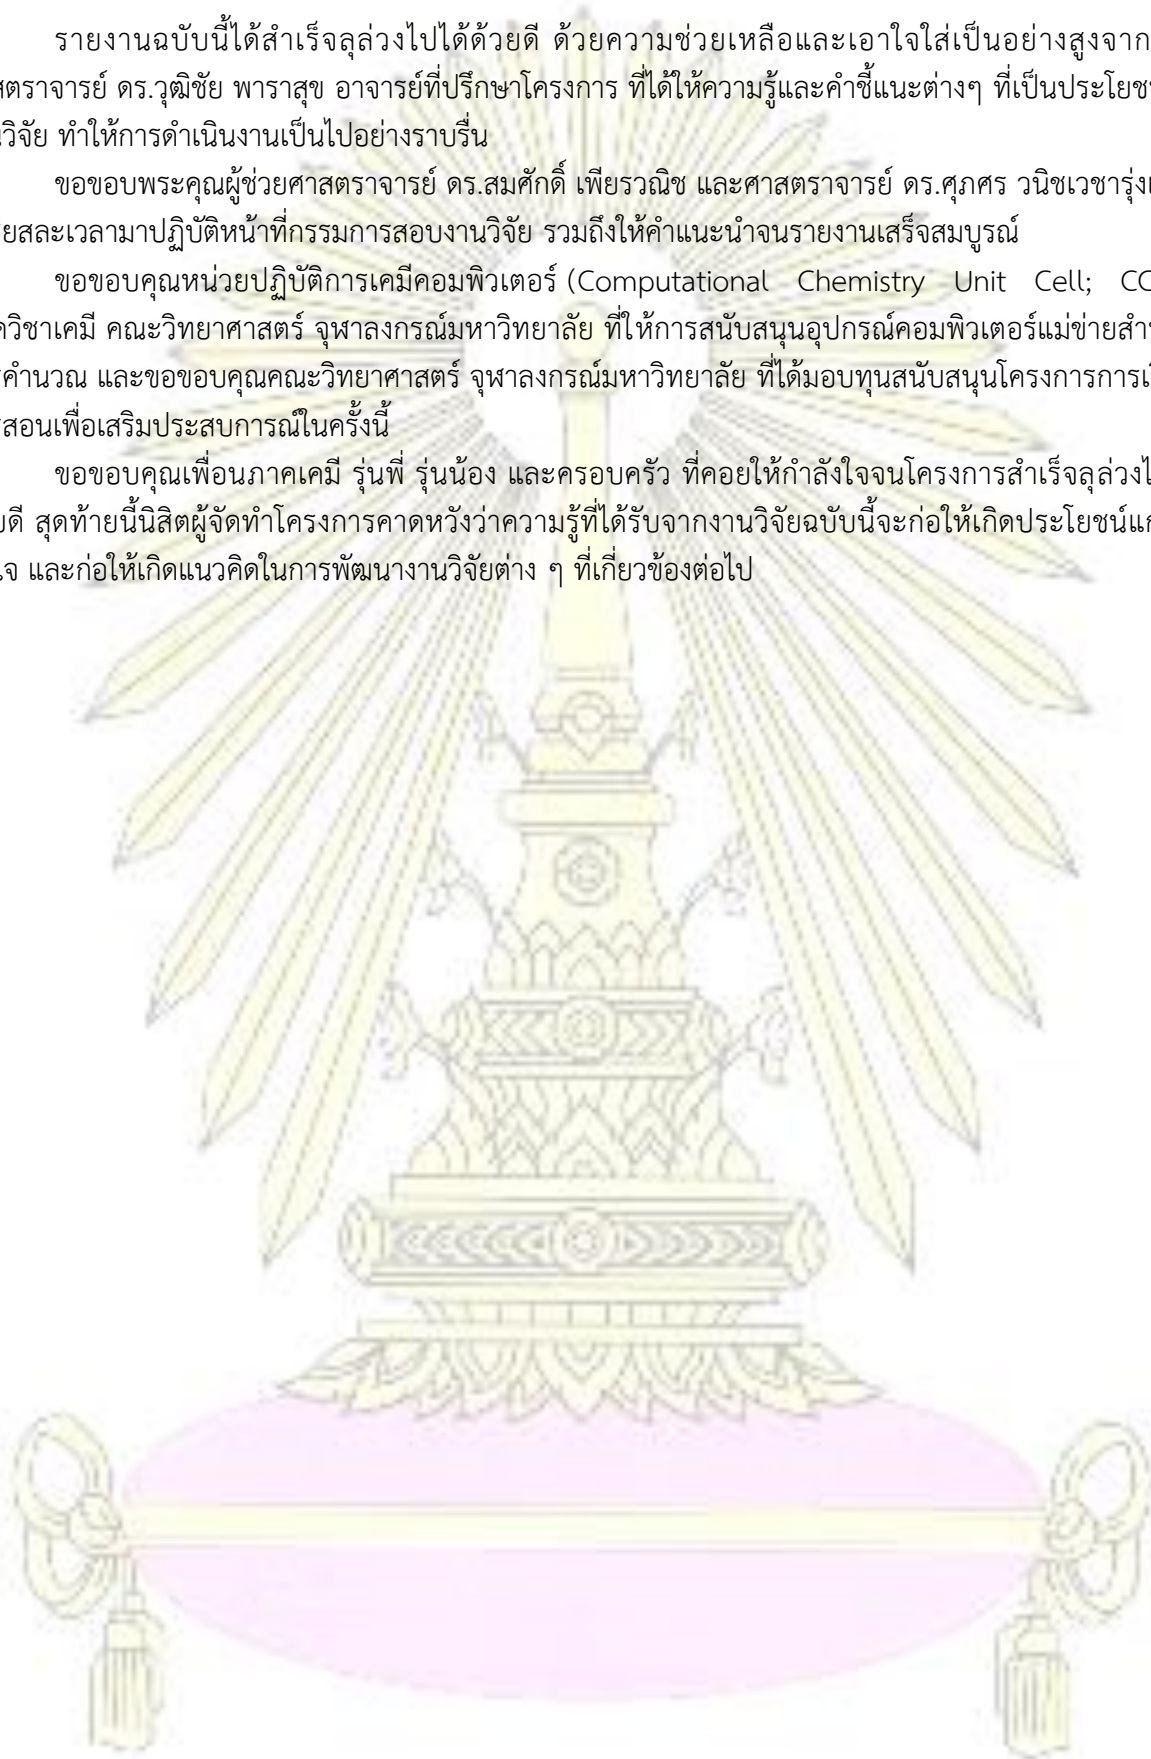 รายงานฉบับนี้ได้สำเร็จลุล่วงไปได้ด้วยดี ด้วยความช่วยเหลือและเอาใจใส่เป็นอย่างสูงจาก
สตราจารย์ ดร.วุฒิชัย พาราสุข อาจารย์ที่ปรึกษาโครงการ ที่ได้ให้ความรู้และคำชี้แนะต่างๆ ที่เป็นประโยชน
วิจัย ทำให้การดำเนินงานเป็นไปอย่างราบรื่น
ขอขอบพระคุณผู้ช่วยศาสตราจารย์ ดร.สมศักดิ์ เพียรวณิช และศาสตราจารย์ ดร.ศุภศร วนิชเวชารุ่ง
ยสละเวลามาปฏิบัติหน้าที่กรรมการสอบงานวิจัย รวมถึงให้คำแนะนำจนรายงานเสร็จสมบูรณ์
ขอขอบคุณหน่วยปฏิบัติการเคมีคอมพิวเตอร์ (Computational Chemistry Unit Cell; CC
ควิชาเคมี คณะวิทยาศาสตร์ จุฬาลงกรณ์มหาวิทยาลัย ที่ให้การสนับสนุนอุปกรณ์คอมพิวเตอร์แม่ข่ายสำ
รคำนวณ และขอขอบคุณคณะวิทยาศาสตร์ จุฬาลงกรณ์มหาวิทยาลัย ที่ได้มอบทุนสนับสนุนโครงการการเ
รสอนเพื่อเสริมประสบการณ์ในครั้งนี้
ขอขอบคุณเพื่อนภาคเคมี รุ่นพี่ รุ่นน้อง และครอบครัว ที่คอยให้กำลังใจจนโครงการสำเร็จลุล่วงไ
ยดี สุดท้ายนี้นิสิตผู้จัดทำโครงการคาดหวังว่าความรู้ที่ได้รับจากงานวิจัยฉบับนี้จะก่อให้เกิดประโยชน์แก
จ และก่อให้เกิดแนวคิดในการพัฒนางานวิจัยต่าง ๆ ที่เกี่ยวข้องต่อไป